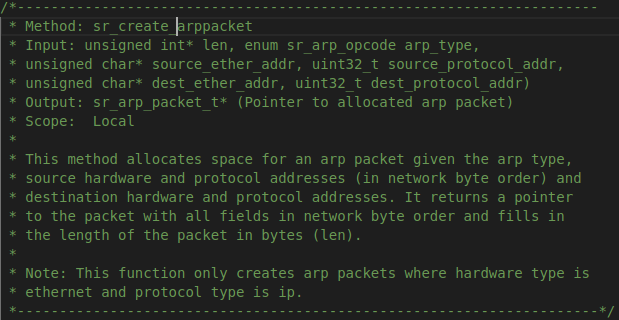 /*---------------------------------------------------------------------
 * Method: sr_create_arppacket
 * Input: unsigned int* len, enum sr_arp_opcode arp_type,
 * unsigned char* source_ether_addr, uint32_t source_protocol_addr,
 * unsigned char* dest_ether_addr, uint32_t dest_protocol_addr)
 * Output: sr_arp_packet_t* (Pointer to allocated arp packet)
 * Scope:  Local
 *
 * This method allocates space for an arp packet given the arp type,
 * source hardware and protocol addresses (in network byte order) and
 * destination hardware and protocol addresses. It returns a pointer
 * to the packet with all fields in network byte order and fills in
 * the length of the packet in bytes (len).
 *
 * Note: This function only creates arp packets where hardware type is
 * ethernet and protocol type is ip.
 *---------------------------------------------------------------------*/